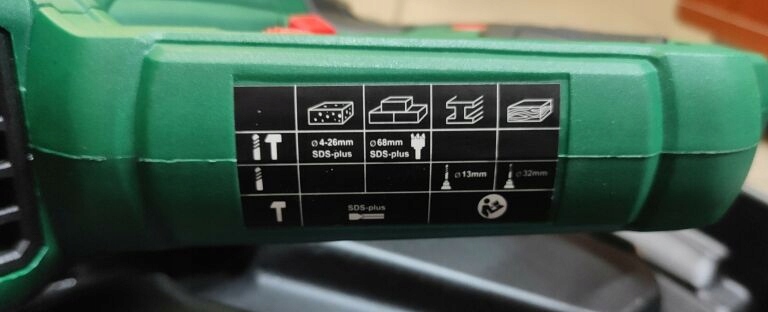 ø4-26mm ø68mm
SDS-plus SDS-plus
ø13mm ø32mm
SDS-plus